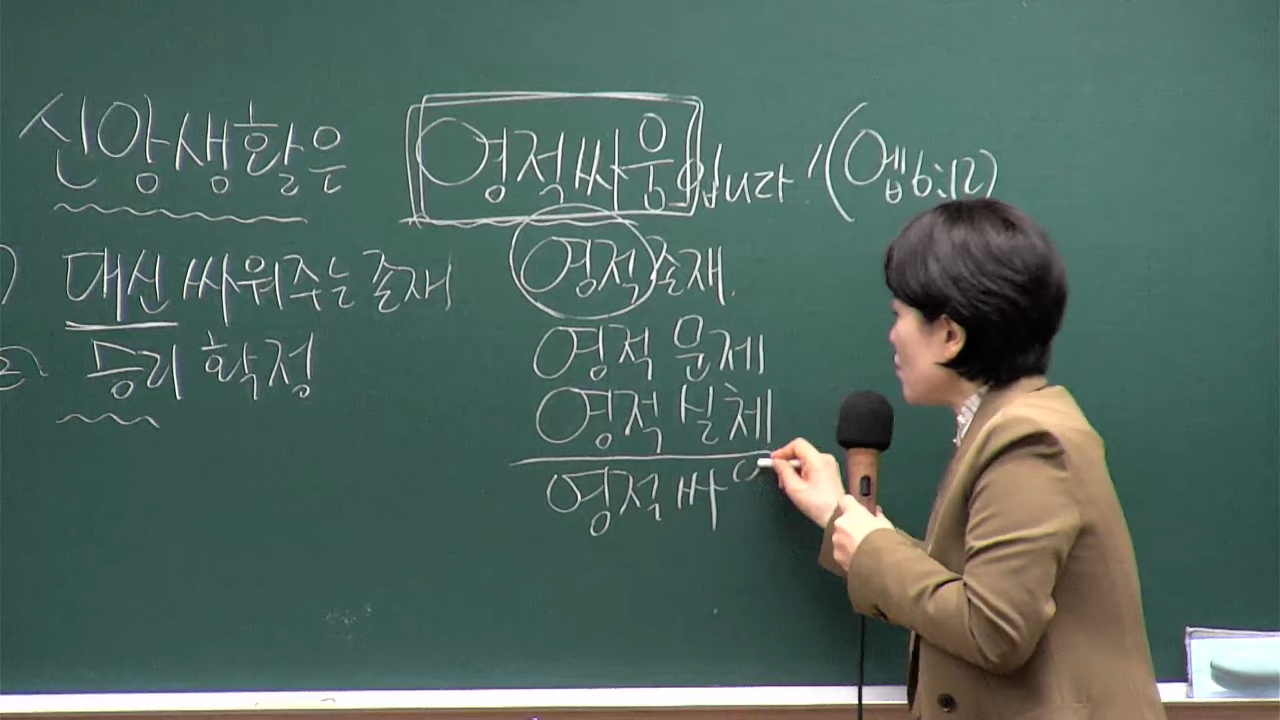 신앙생활은 영적싸움입니다! (엡6:12)
1) 대신 싸워주는 존재
2) 승리 확정
영적존재.
영적 문제
영적 실체
영적 싸